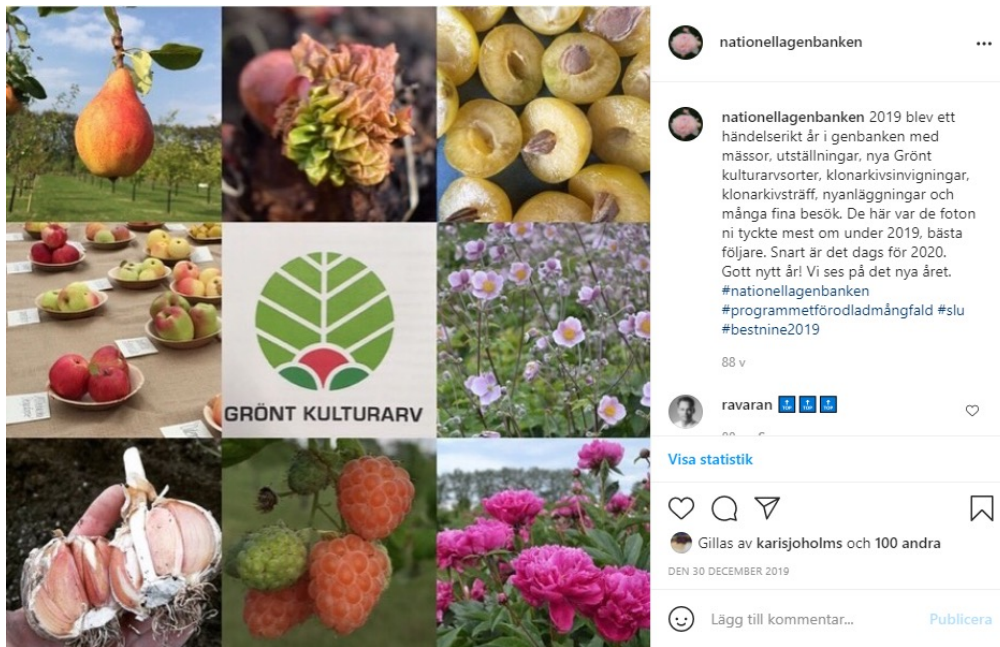 nationellagenbanken
nationellagenbanken 2019 blev ett
händelserikt år i genbanken med
mässor, utställningar, nya Grönt
kulturarvsorter, klonarkivsinvigningar,
klonarkivsträff, nyanläggningar och
många fina besök. De här var de foton
ni tyckte mest om under 2019, bästa
följare. Snart är det dags för 2020.
Gott nytt år! Vi ses på det nya året.
#nationellagenbanken
#programmetförodladmångfald #slu
#bestnine2019
88 v
ravaran TOP TOP TOP
Visa statistik
Gillas av karisjoholms och 100 andra
DEN 30 DECEMBER 2019
Lägg till kommentar... Publicera
GRÖNT KULTURARV